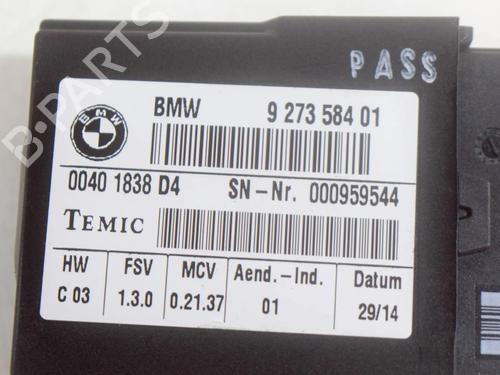 PASS
B-PARTS
BMW
BMW 9 273 584 01
0040 1838 D4 SN-Nr. 000959544
TEMIC
HW FSV MCV Aend.-Ind. Datum
C 03 1.3.0 0.21.37 01 29/14